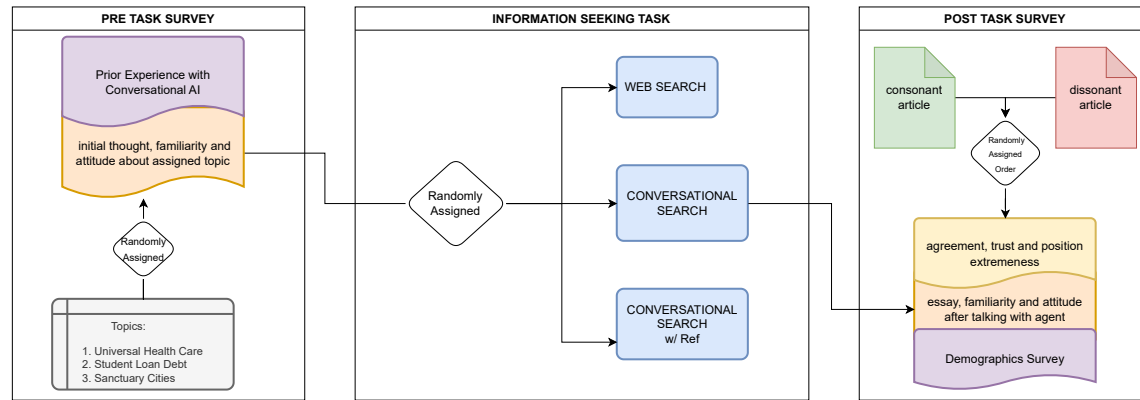 PRE TASK SURVEY
Prior Experience with
Conversational AI
initial thought, familiarity and
attitude about assigned topic
Randomly
Assigned
Topics:
1. Universal Health Care
2. Student Loan Debt
3. Sanctuary Cities
INFORMATION SEEKING TASK
Randomly
Assigned
WEB SEARCH
CONVERSATIONAL
SEARCH
CONVERSATIONAL
SEARCH
w/ Ref
POST TASK SURVEY
consonant
article
dissonant
article
Randomly
Assigned
Order
agreement, trust and position
extremeness
essay, familiarity and attitude
after talking with agent
Demographics Survey